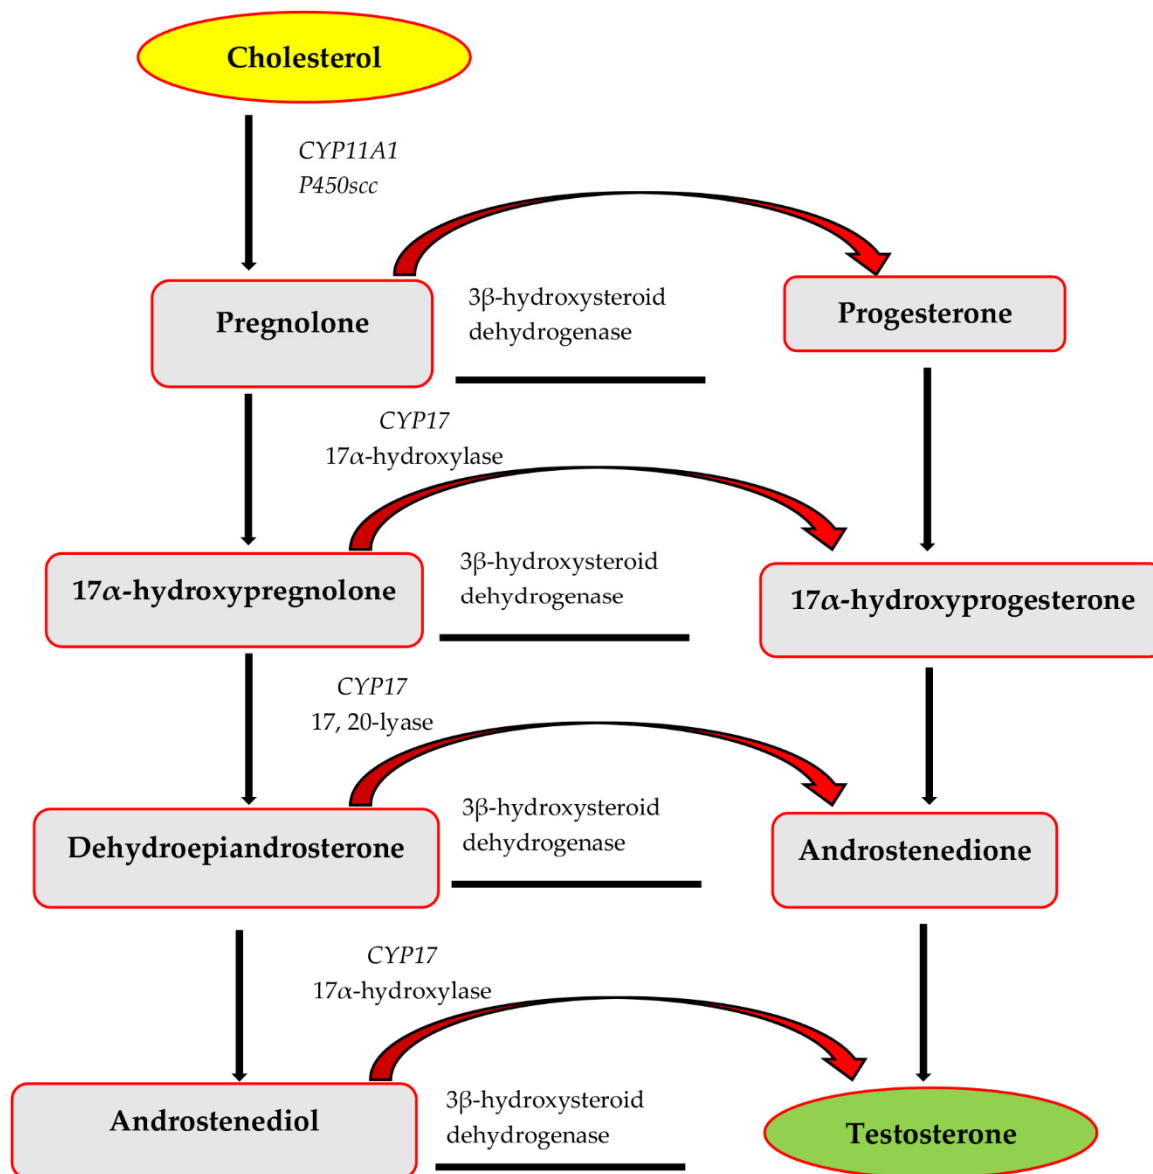 Cholesterol
CYP11A1
P450scc
Pregnolone
3β-hydroxysteroid
dehydrogenase
Progesterone
CYP17
17α-hydroxylase
17α-hydroxypregnolone
3β-hydroxysteroid
dehydrogenase
17α-hydroxyprogesterone
CYP17
17, 20-lyase
Dehydroepiandrosterone
3β-hydroxysteroid
dehydrogenase
Androstenedione
CYP17
17α-hydroxylase
Androstenediol
3β-hydroxysteroid
dehydrogenase
Testosterone